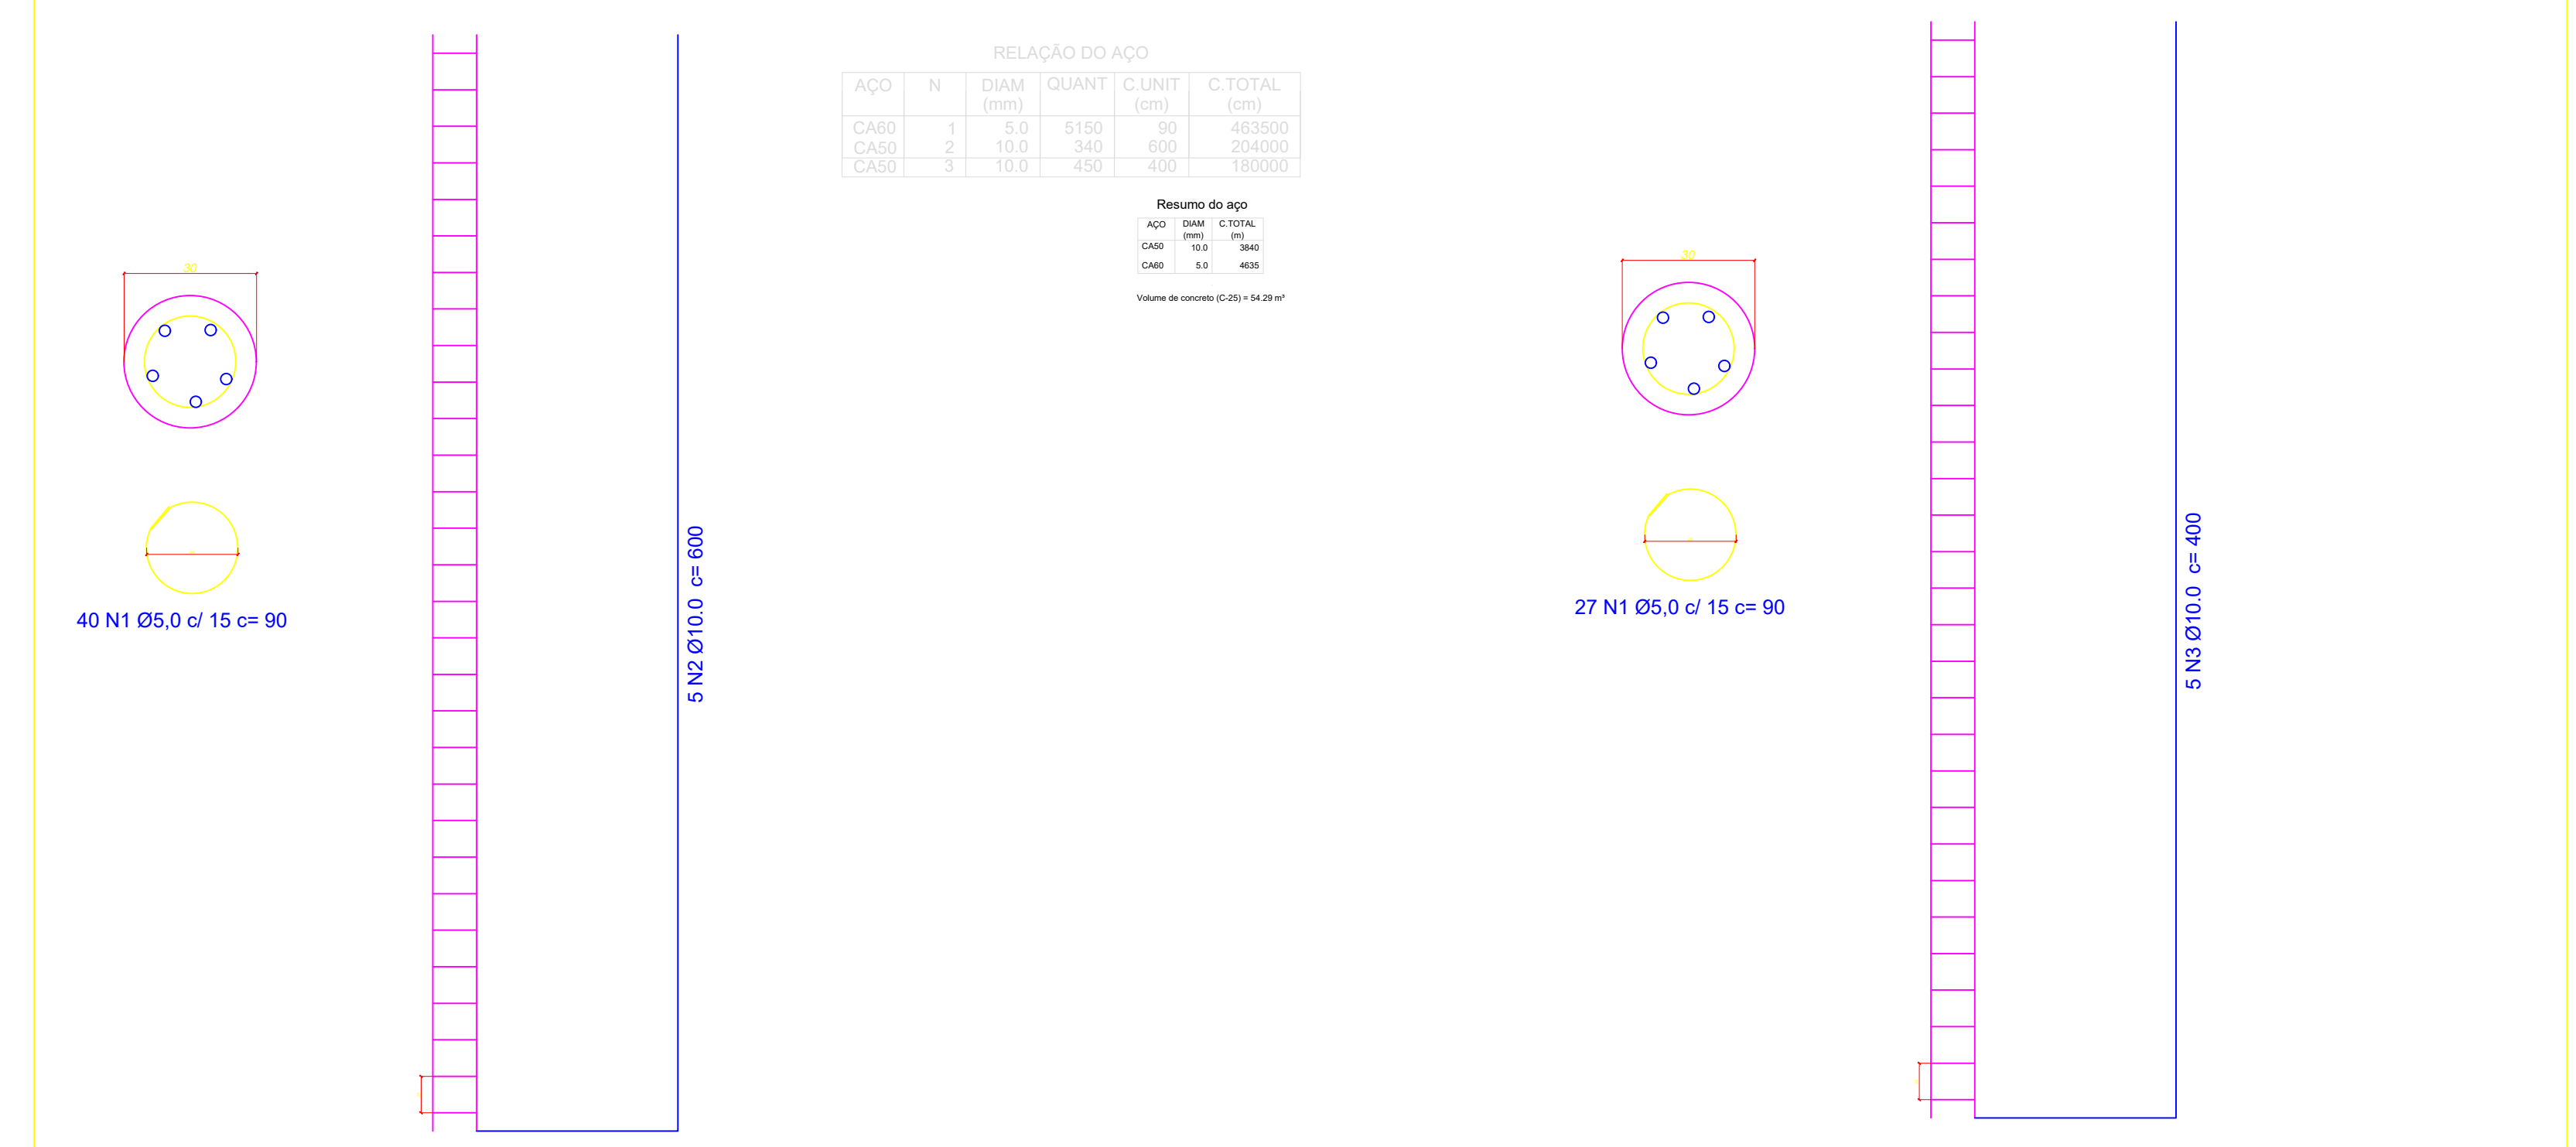 RELAÇÃO DO AÇO
AÇO N DIAM (mm) QUANT C.UNIT (cm) C.TOTAL (cm)
CA60 1 5.0 5150 90 463500
CA50 2 10.0 340 600 204000
CA50 3 10.0 450 400 180000
Resumo do aço
AÇO DIAM (mm) C.TOTAL (m)
CA50 10.0 3840
CA60 5.0 4635
Volume de concreto (C-25) = 54.29 m³
30
40 N1 Ø5,0 c/ 15 c= 90
5 N2 Ø10.0 c= 600
30
27 N1 Ø5,0 c/ 15 c= 90
5 N3 Ø10.0 c= 400